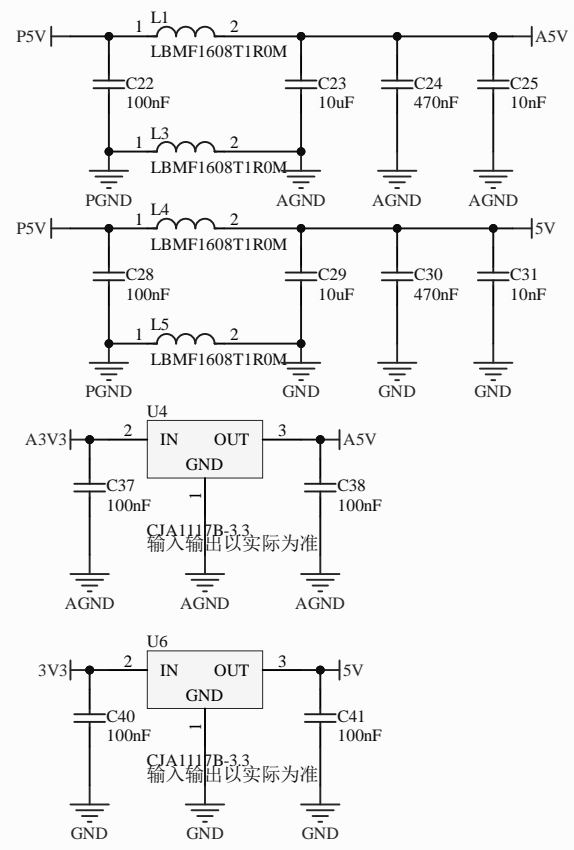 L1
P5V 1 2 A5V
LBMF1608T1R0M
C22 C23 C24 C25
100nF 10uF 470nF 10nF
L3
1 2
LBMF1608T1R0M
PGND AGND AGND AGND
L4
P5V 1 2 5V
LBMF1608T1R0M
C28 C29 C30 C31
100nF 10uF 470nF 10nF
L5
1 2
LBMF1608T1R0M
PGND GND GND GND
U4
A3V3 2 IN OUT 3 A5V
GND
C37 C38
100nF 1 100nF
CJA1117B-3.3
输入输出以实际为准
AGND AGND AGND
U6
3V3 2 IN OUT 3 5V
GND
C40 1 C41
100nF 100nF
CJA1117B-3.3
输入输出以实际为准
GND GND GND